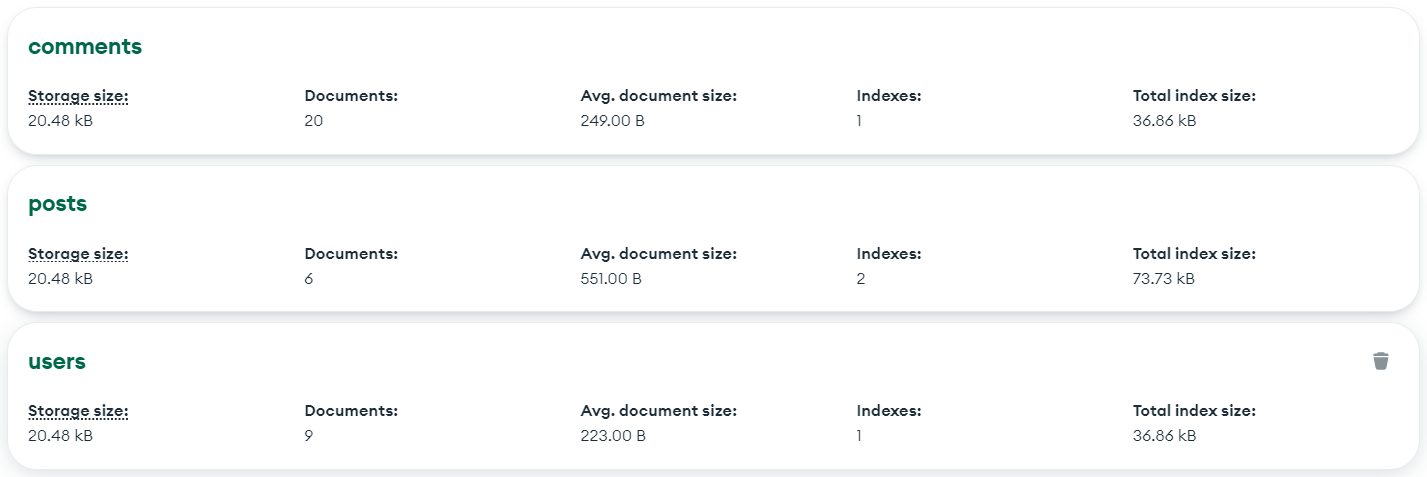 comments
Storage size: Documents: Avg. document size: Indexes: Total index size:
20.48 kB 20 249.00 B 1 36.86 kB
posts
Storage size: Documents: Avg. document size: Indexes: Total index size:
20.48 kB 6 551.00 B 2 73.73 kB
users
Storage size: Documents: Avg. document size: Indexes: Total index size:
20.48 kB 9 223.00 B 1 36.86 kB